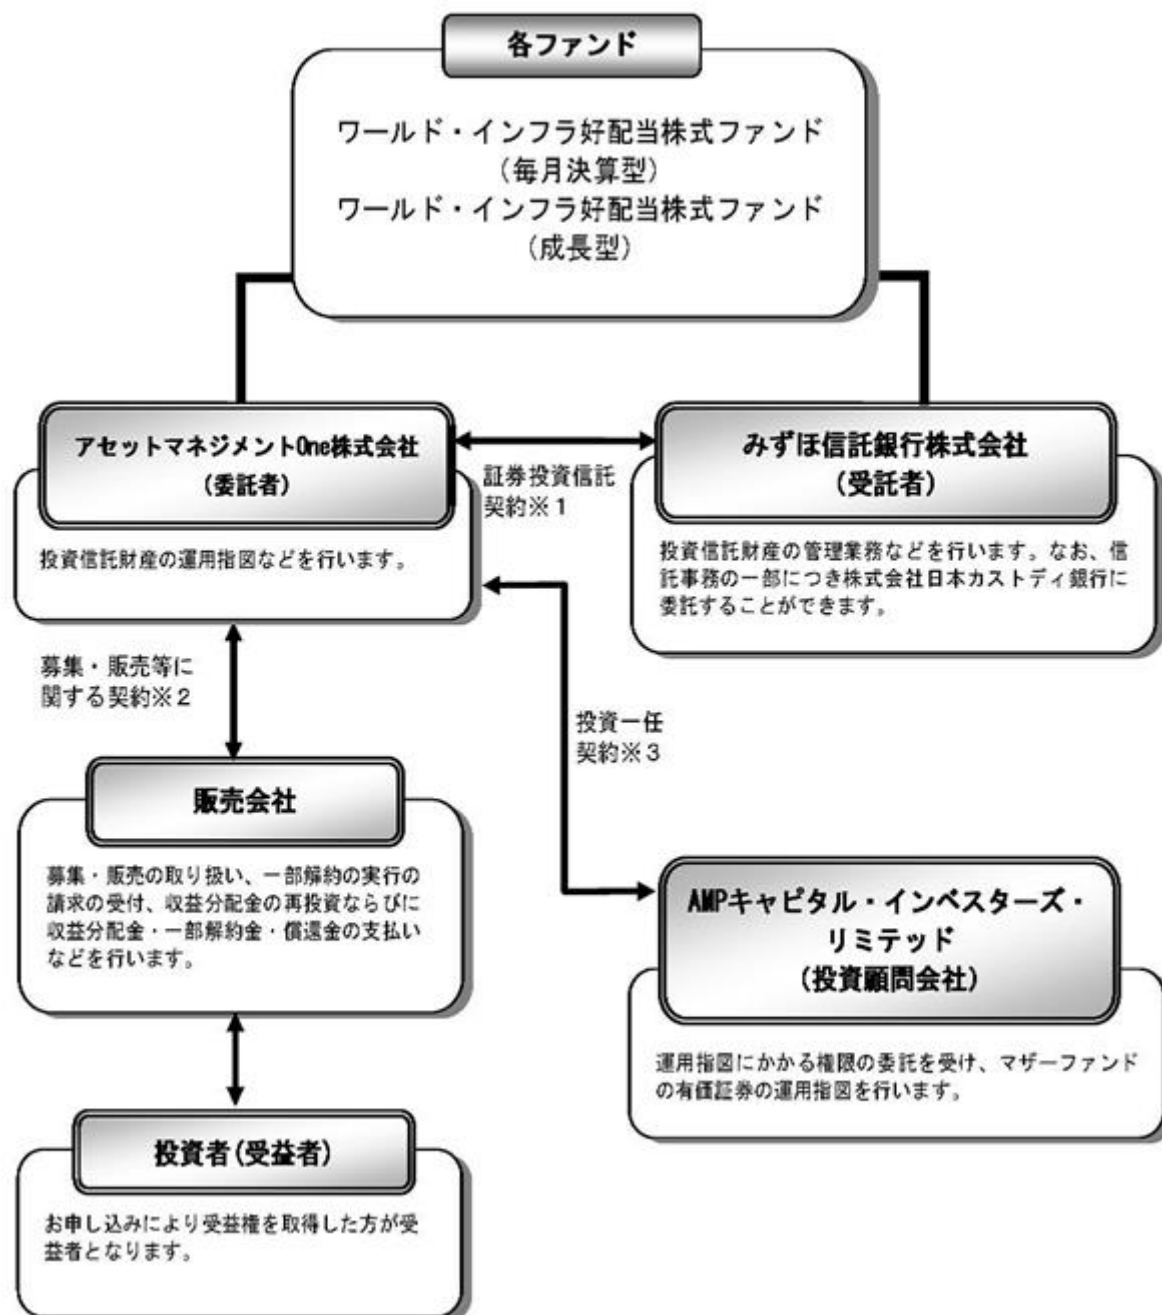 各ファンド
ワールド・インフラ好配当株式ファンド
(毎月決算型)
ワールド・インフラ好配当株式ファンド
(成長型)
アセットマネジメントOne株式会社
(委託者)
投資信託財産の運用指図などを行います。
証券投資信託
契約※1
みずほ信託銀行株式会社
(受託者)
投資信託財産の管理業務などを行います。なお、信
託事務の一部につき株式会社日本カストディ銀行に
委託することができます。
募集・販売等に
関する契約※2
投資一任
契約※3
販売会社
募集・販売の取り扱い、一部解約の実行の
請求の受付、収益分配金の再投資ならびに
収益分配金・一部解約金・償還金の支払い
などを行います。
AMPキャピタル・インベスターズ・
リミテッド
(投資顧問会社)
運用指図にかかる権限の委託を受け、マザーファンド
の有価証券の運用指図を行います。
投資者(受益者)
お申し込みにより受益権を取得した方が受
益者となります。